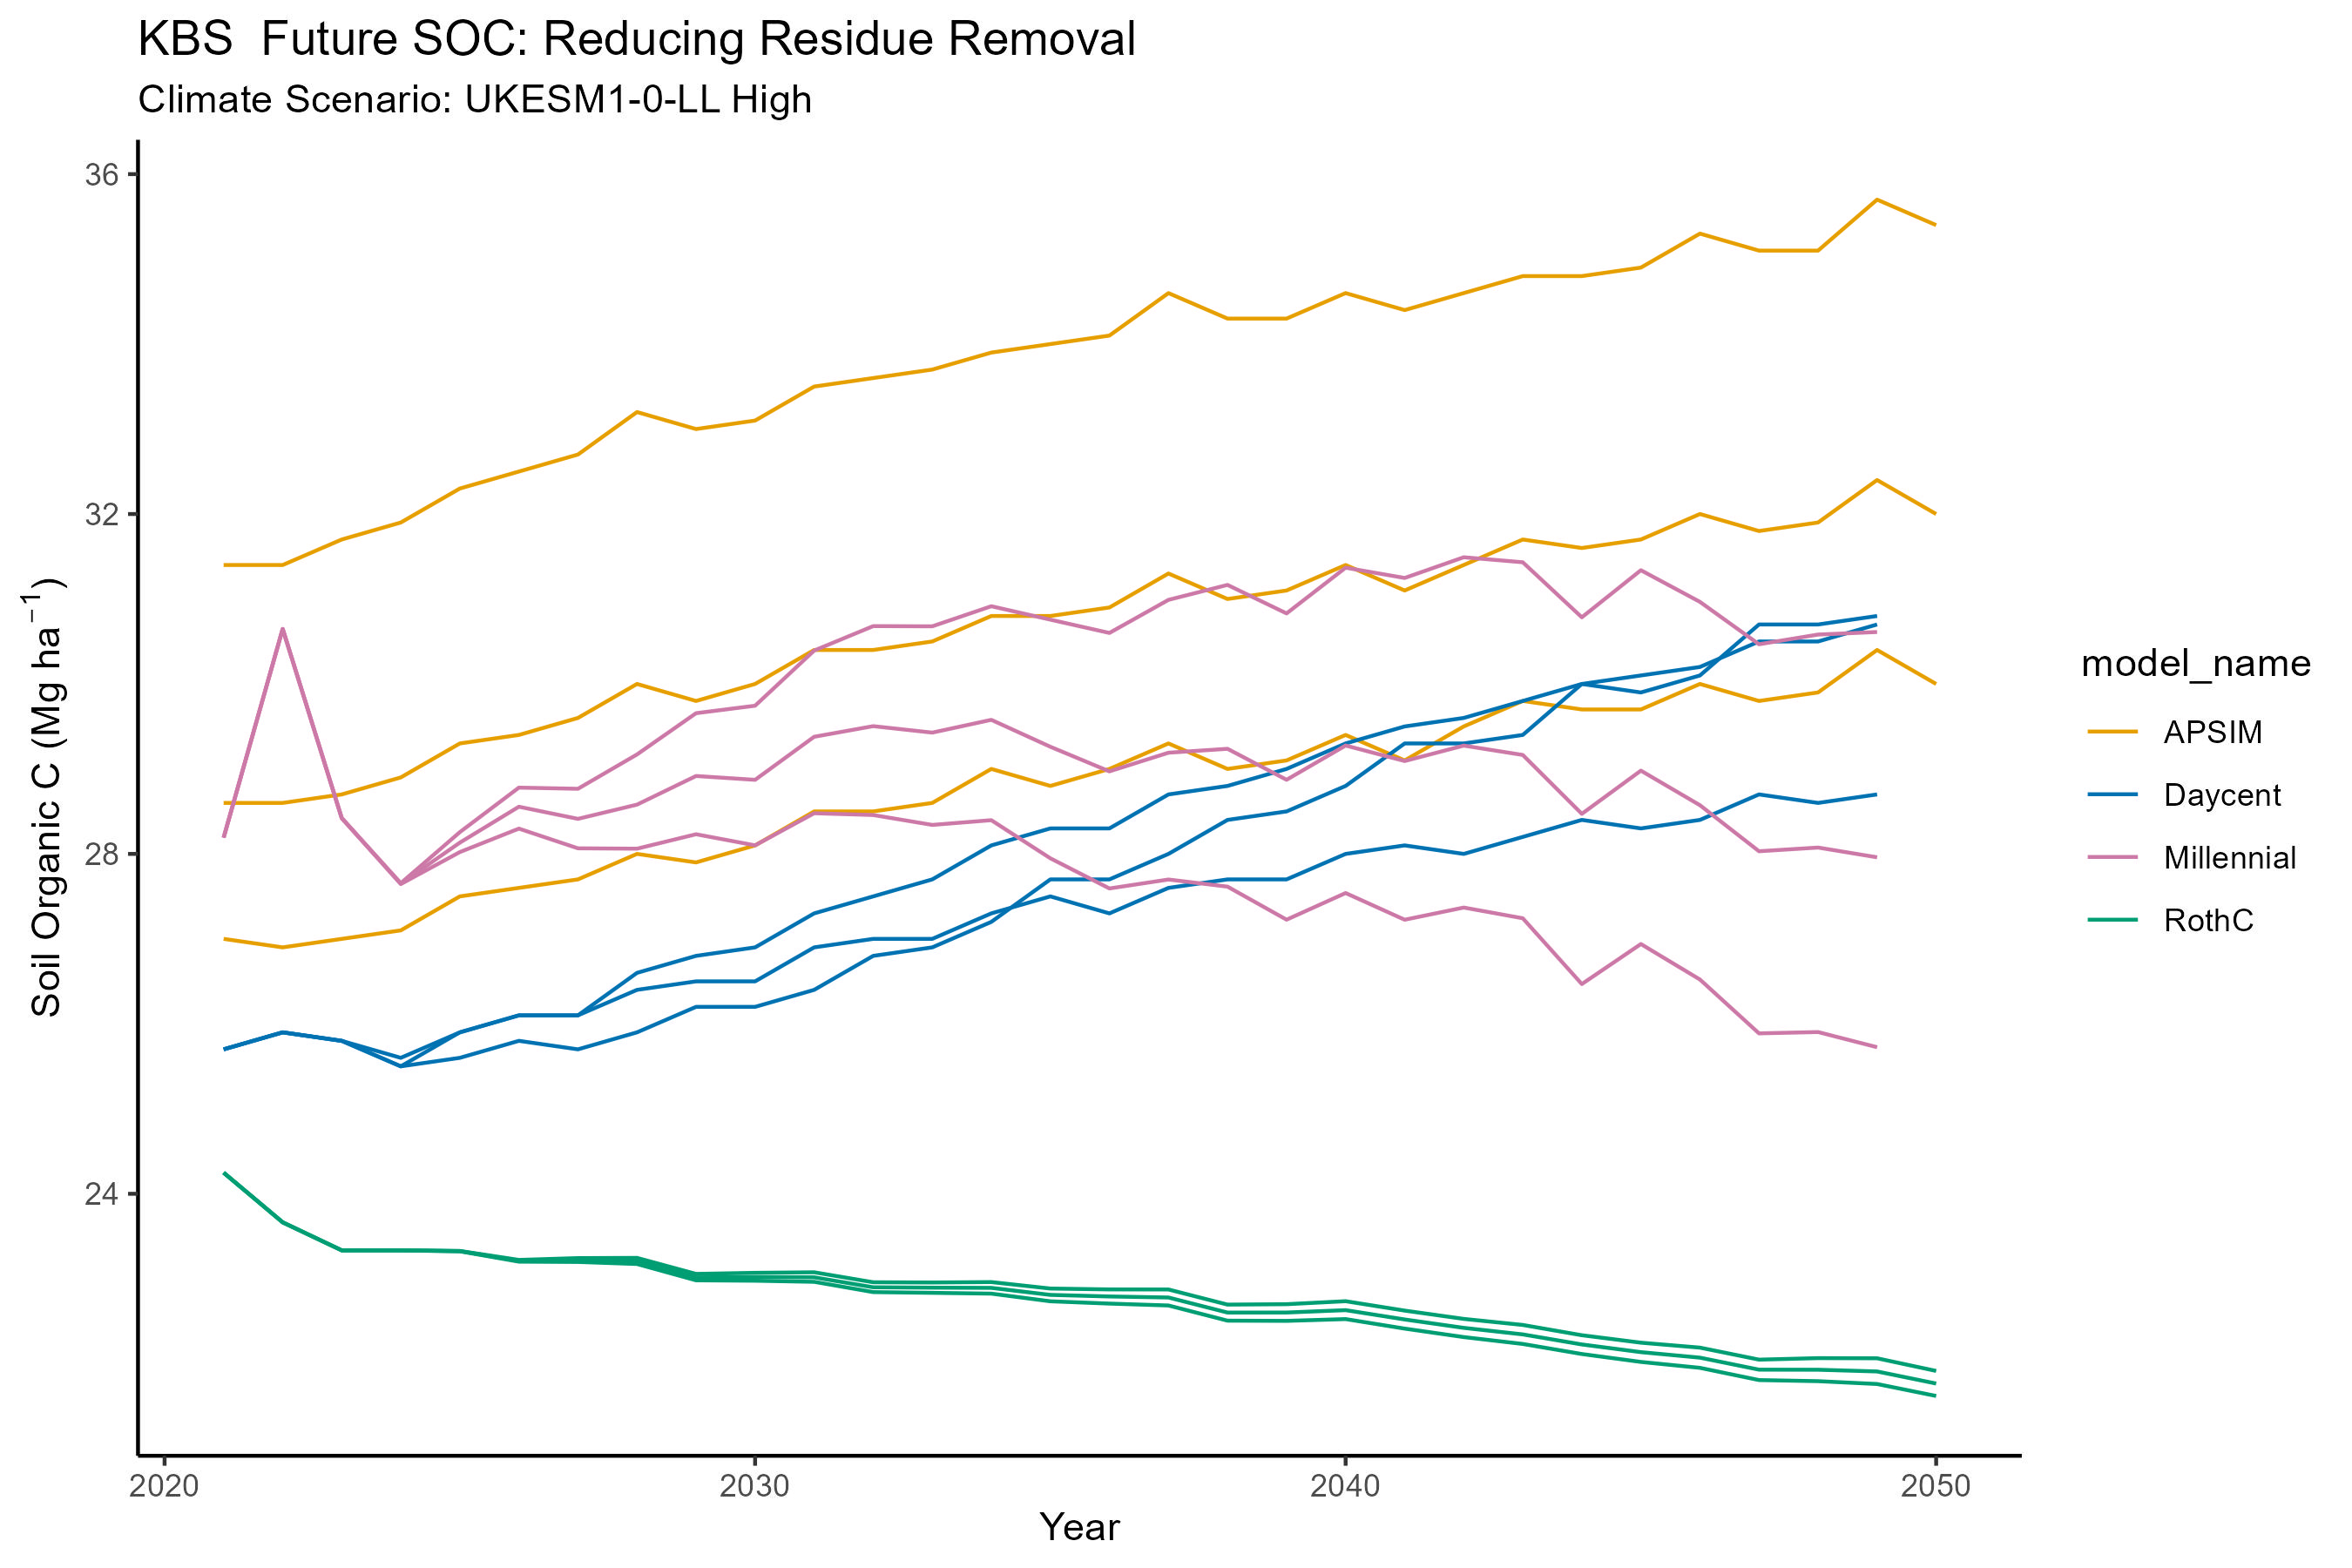 KBS  Future SOC: Reducing Residue Removal
Climate Scenario: UKESM1-0-LL High
Soil Organic C (Mg ha⁻¹)
36
32
28
24
2020 2030 2040 2050
Year
model_name
APSIM
Daycent
Millennial
RothC